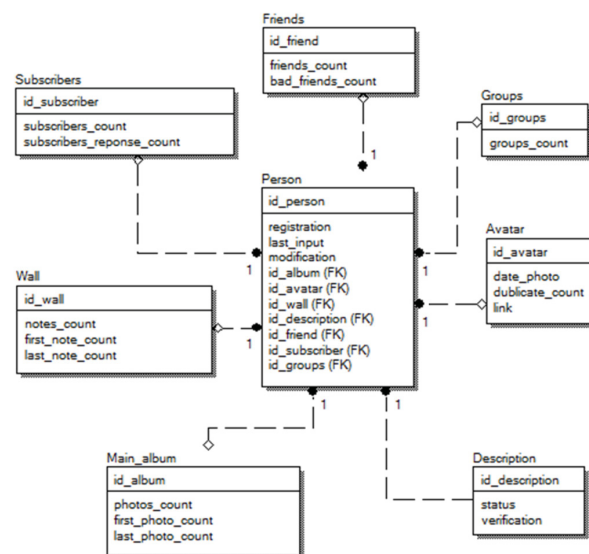 Friends
id_friend
friends_count
bad_friends_count
Subscribers
id_subscriber
subscribers_count
subscribers_reponse_count
Groups
id_groups
groups_count
1
1
Person
id_person
registration
last_input
modification
id_album (FK)
id_avatar (FK)
id_wall (FK)
id_description (FK)
id_friend (FK)
id_subscriber (FK)
id_groups (FK)
1
1
Avatar
id_avatar
date_photo
dublicate_count
link
Wall
id_wall
notes_count
first_note_count
last_note_count
1
1
1
Main_album
id_album
photos_count
first_photo_count
last_photo_count
Description
id_description
status
verification